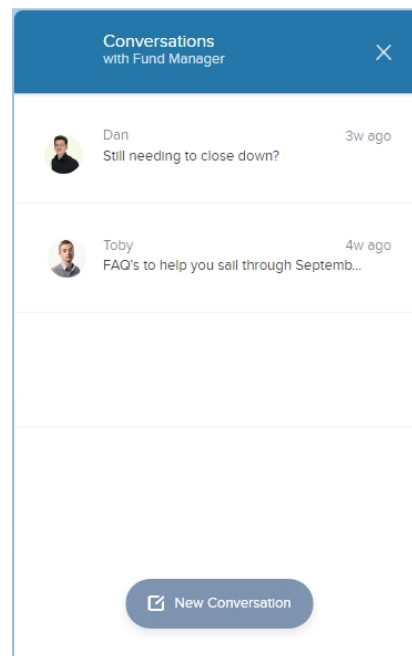 Conversations
with Fund Manager
Dan
3w ago
Still needing to close down?
Toby
4w ago
FAQ's to help you sail through Septemb...
New Conversation